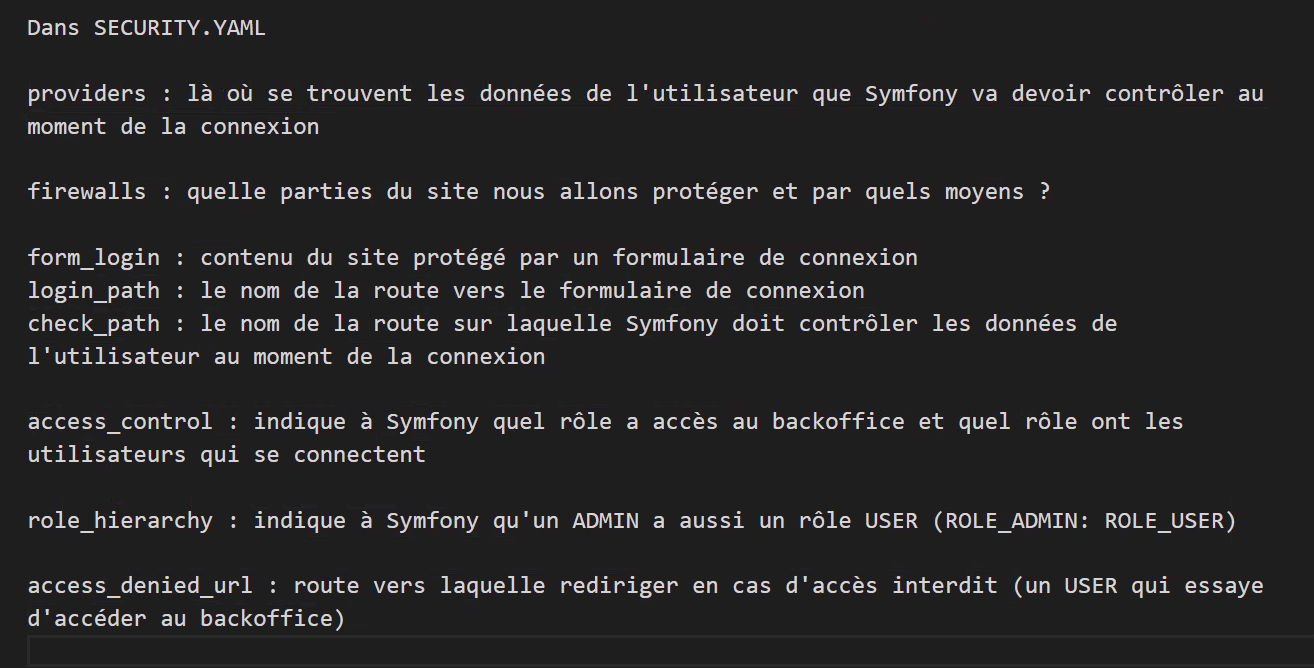 Dans SECURITY.YAML
providers : là où se trouvent les données de l'utilisateur que Symfony va devoir contrôler au
moment de la connexion
firewalls : quelle parties du site nous allons protéger et par quels moyens ?
form_login : contenu du site protégé par un formulaire de connexion
login_path : le nom de la route vers le formulaire de connexion
check_path : le nom de la route sur laquelle Symfony doit contrôler les données de
l'utilisateur au moment de la connexion
access_control : indique à Symfony quel rôle a accès au backoffice et quel rôle ont les
utilisateurs qui se connectent
role_hierarchy : indique à Symfony qu'un ADMIN a aussi un rôle USER (ROLE_ADMIN: ROLE_USER)
access_denied_url : route vers laquelle rediriger en cas d'accès interdit (un USER qui essaye
d'accéder au backoffice)